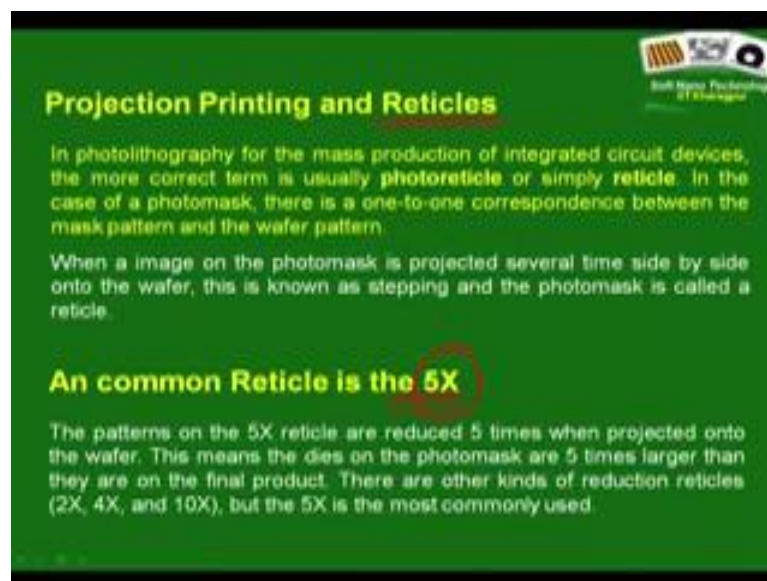 Soft Nano Technology
IIT Kharagpur
Projection Printing and Reticles
In photolithography for the mass production of integrated circuit devices,
the more correct term is usually photoreticle or simply reticle. In the
case of a photomask, there is a one-to-one correspondence between the
mask pattern and the wafer pattern.
When a image on the photomask is projected several time side by side
onto the wafer, this is known as stepping and the photomask is called a
reticle.
An common Reticle is the 5X
The patterns on the 5X reticle are reduced 5 times when projected onto
the wafer. This means the dies on the photomask are 5 times larger than
they are on the final product. There are other kinds of reduction reticles
(2X, 4X, and 10X), but the 5X is the most commonly used.